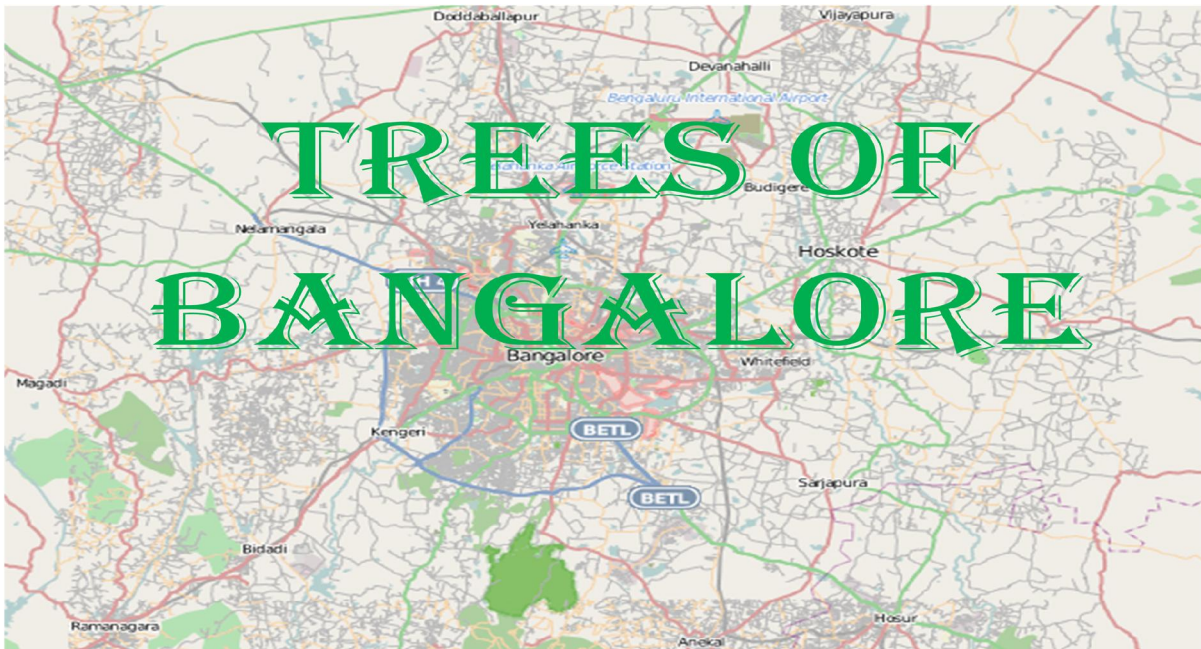 Doddaballapur
Vijayapura
Devanahalli
Bengaluru International Airport
TREES OF
Station
Budigere
Nelamangala
Yelahanka
Hoskote
BANGALORE
Bangalore
Whitefield
Magadi
Kengeri
BETL
Sarjapura
BETL
Bidadi
Ramanagara
Hosur
Anekal